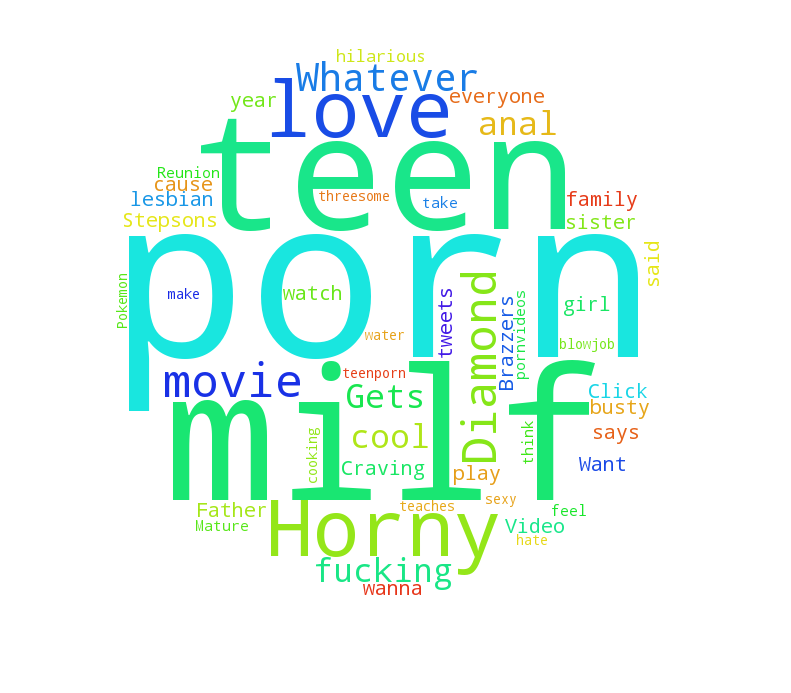 hilarious
Whatever
love
everyone
year
anal
teen
Reunion
cause
threesome
lesbian
take
family
Stepsons
sister
porn
said
Pokemon
make
watch
tweets
Diamond
Brazzers
pornvideos
girl
water
blowjob
movie
milf
teenporn
Gets
Click
busty
cool
cooking
think
says
Craving
play
Want
Horny
Father
teaches
sexy
feel
Mature
Video
hate
fucking
wanna